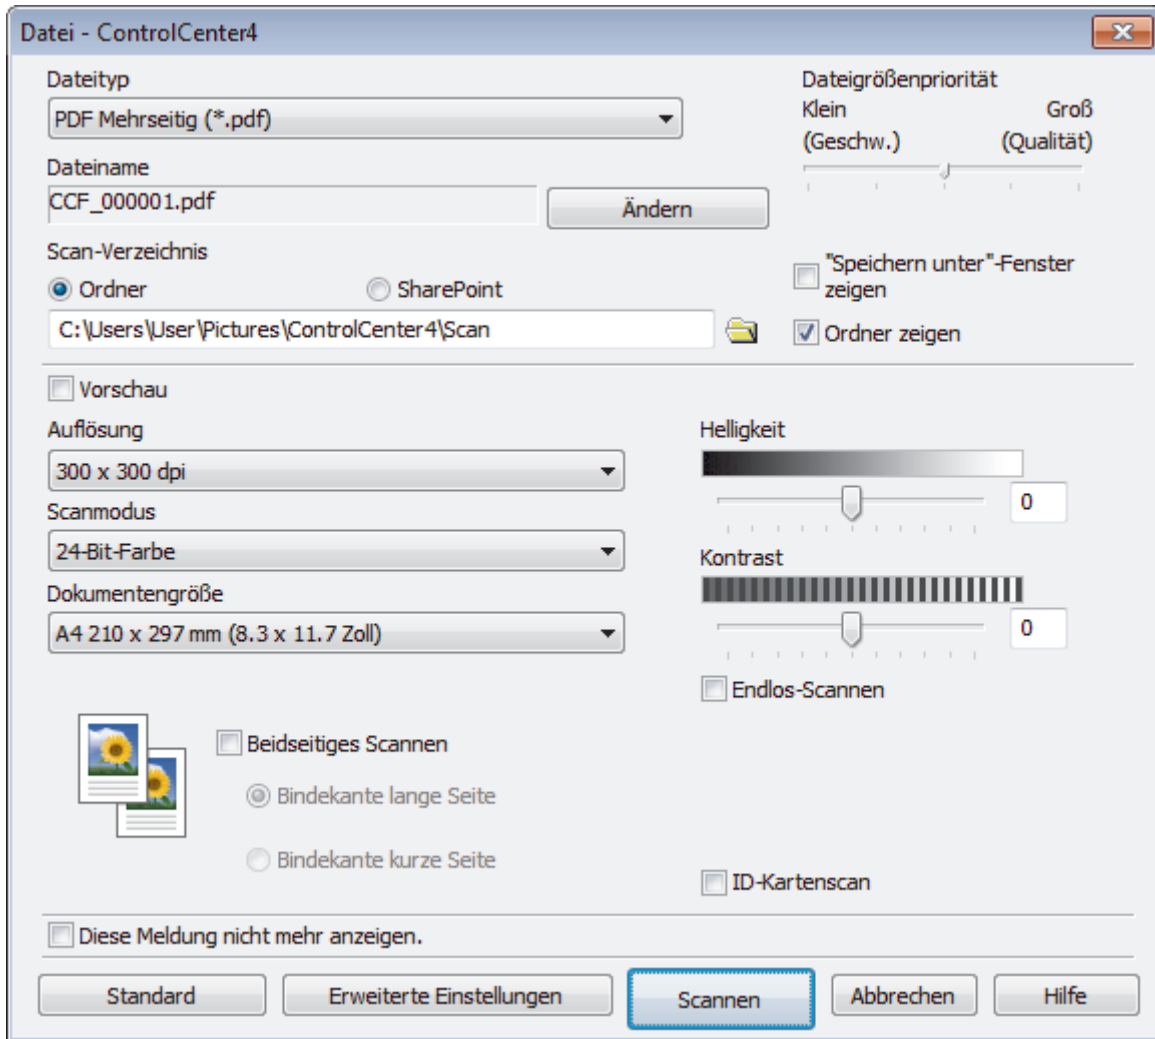 Datei - ControlCenter4
Dateityp
PDF Mehrseitig (*.pdf)
Dateigrößenpriorität
Klein Groß
(Geschw.) (Qualität)
Dateiname
CCF_000001.pdf
Ändern
Scan-Verzeichnis
Ordner SharePoint
C:\Users\User\Pictures\ControlCenter4\Scan
"Speichern unter"-Fenster
zeigen
Ordner zeigen
Vorschau
Auflösung
300 x 300 dpi
Scanmodus
24-Bit-Farbe
Dokumentengröße
A4 210 x 297 mm (8.3 x 11.7 Zoll)
Helligkeit
0
Kontrast
0
Endlos-Scannen
Beidseitiges Scannen
Bindekante lange Seite
Bindekante kurze Seite
ID-Kartenscan
Diese Meldung nicht mehr anzeigen.
Standard Erweiterte Einstellungen Scannen Abbrechen Hilfe